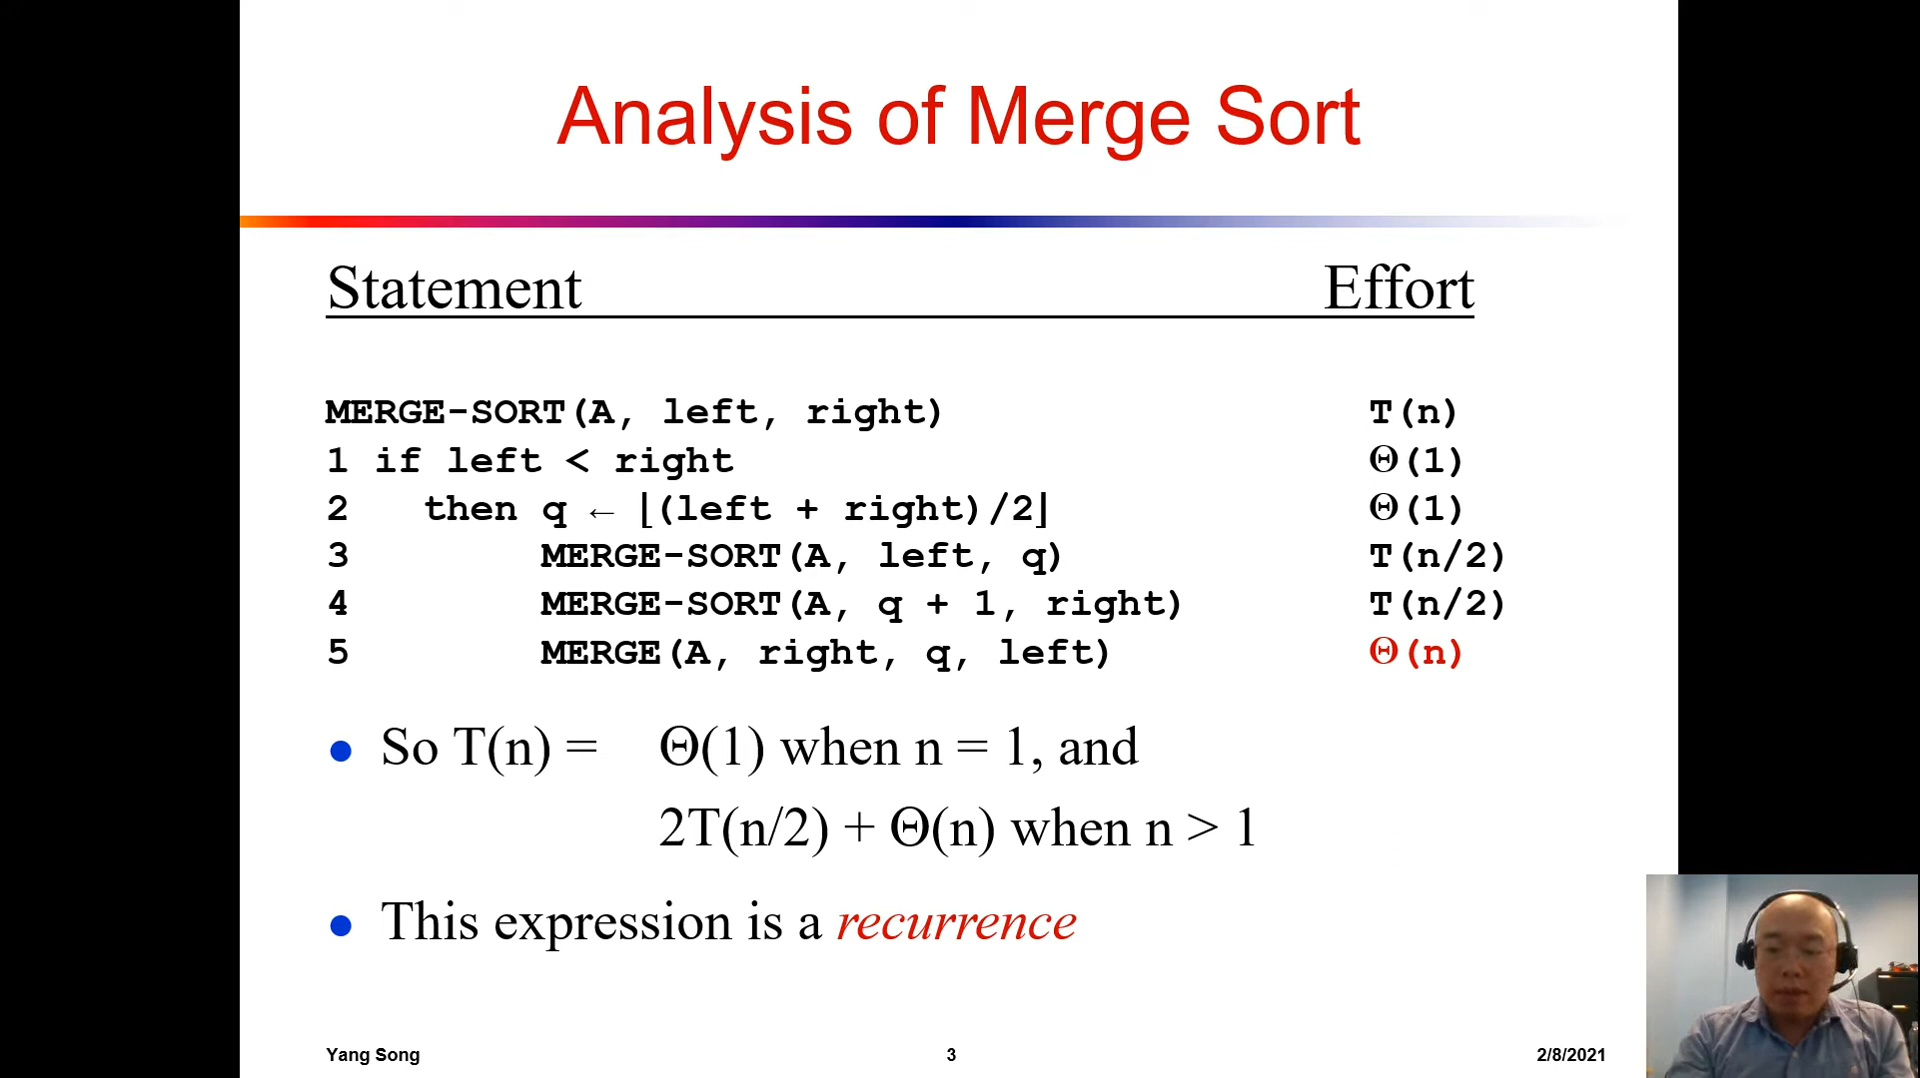 Analysis of Merge Sort
Statement Effort
MERGE-SORT(A, left, right) T(n)
1 if left < right Θ(1)
2 then q ← ⌊(left + right)/2⌋ Θ(1)
3 MERGE-SORT(A, left, q) T(n/2)
4 MERGE-SORT(A, q + 1, right) T(n/2)
5 MERGE(A, right, q, left) Θ(n)
● So T(n) = Θ(1) when n = 1, and
2T(n/2) + Θ(n) when n > 1
● This expression is a recurrence
Yang Song 3 2/8/2021